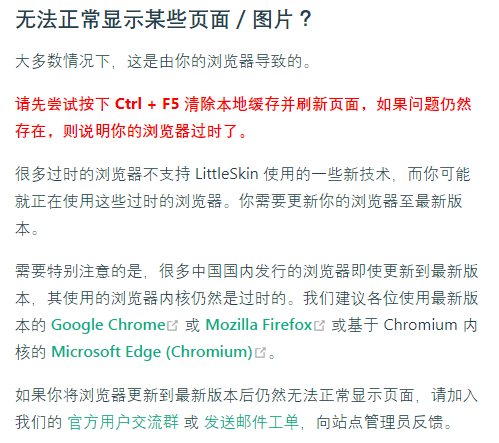 无法正常显示某些页面 / 图片？
大多数情况下，这是由你的浏览器导致的。
请先尝试按下 Ctrl + F5 清除本地缓存并刷新页面，如果问题仍然
存在，则说明你的浏览器过时了。
很多过时的浏览器不支持 LittleSkin 使用的一些新技术，而你可能
就正在使用这些过时的浏览器。你需要更新你的浏览器至最新版
本。
需要特别注意的是，很多中国国内发行的浏览器即使更新到最新版
本，其使用的浏览器内核仍然是过时的。我们建议各位使用最新版
本的 Google Chrome 或 Mozilla Firefox 或基于 Chromium 内
核的 Microsoft Edge (Chromium)。
如果你将浏览器更新到最新版本后仍然无法正常显示页面，请加入
我们的 官方用户交流群 或 发送邮件工单，向站点管理员反馈。